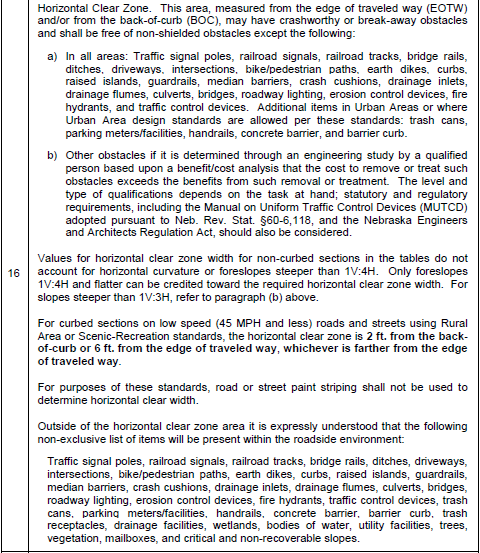 Horizontal Clear Zone. This area, measured from the edge of traveled way (EOTW)
and/or from the back-of-curb (BOC), may have crashworthy or break-away obstacles
and shall be free of non-shielded obstacles except the following:
a) In all areas: Traffic signal poles, railroad signals, railroad tracks, bridge rails,
ditches, driveways, intersections, bike/pedestrian paths, earth dikes, curbs,
raised islands, guardrails, median barriers, crash cushions, drainage inlets,
drainage flumes, culverts, bridges, roadway lighting, erosion control devices, fire
hydrants, and traffic control devices. Additional items in Urban Areas or where
Urban Area design standards are allowed per these standards: trash cans,
parking meters/facilities, handrails, concrete barrier, and barrier curb.
b) Other obstacles if it is determined through an engineering study by a qualified
person based upon a benefit/cost analysis that the cost to remove or treat such
obstacles exceeds the benefits from such removal or treatment. The level and
type of qualifications depends on the task at hand; statutory and regulatory
requirements, including the Manual on Uniform Traffic Control Devices (MUTCD)
adopted pursuant to Neb. Rev. Stat. §60-6,118, and the Nebraska Engineers
and Architects Regulation Act, should also be considered.
Values for horizontal clear zone width for non-curbed sections in the tables do not
16 account for horizontal curvature or foreslopes steeper than 1V:4H. Only foreslopes
1V:4H and flatter can be credited toward the required horizontal clear zone width. For
slopes steeper than 1V:3H, refer to paragraph (b) above.
For curbed sections on low speed (45 MPH and less) roads and streets using Rural
Area or Scenic-Recreation standards, the horizontal clear zone is 2 ft. from the back-
of-curb or 6 ft. from the edge of traveled way, whichever is farther from the edge
of traveled way.
For purposes of these standards, road or street paint striping shall not be used to
determine horizontal clear width.
Outside of the horizontal clear zone area it is expressly understood that the following
non-exclusive list of items will be present within the roadside environment:
Traffic signal poles, railroad signals, railroad tracks, bridge rails, ditches, driveways,
intersections, bike/pedestrian paths, earth dikes, curbs, raised islands, guardrails,
median barriers, crash cushions, drainage inlets, drainage flumes, culverts, bridges,
roadway lighting, erosion control devices, fire hydrants, traffic control devices, trash
cans, parking meters/facilities, handrails, concrete barrier, barrier curb, trash
receptacles, drainage facilities, wetlands, bodies of water, utility facilities, trees,
vegetation, mailboxes, and critical and non-recoverable slopes.